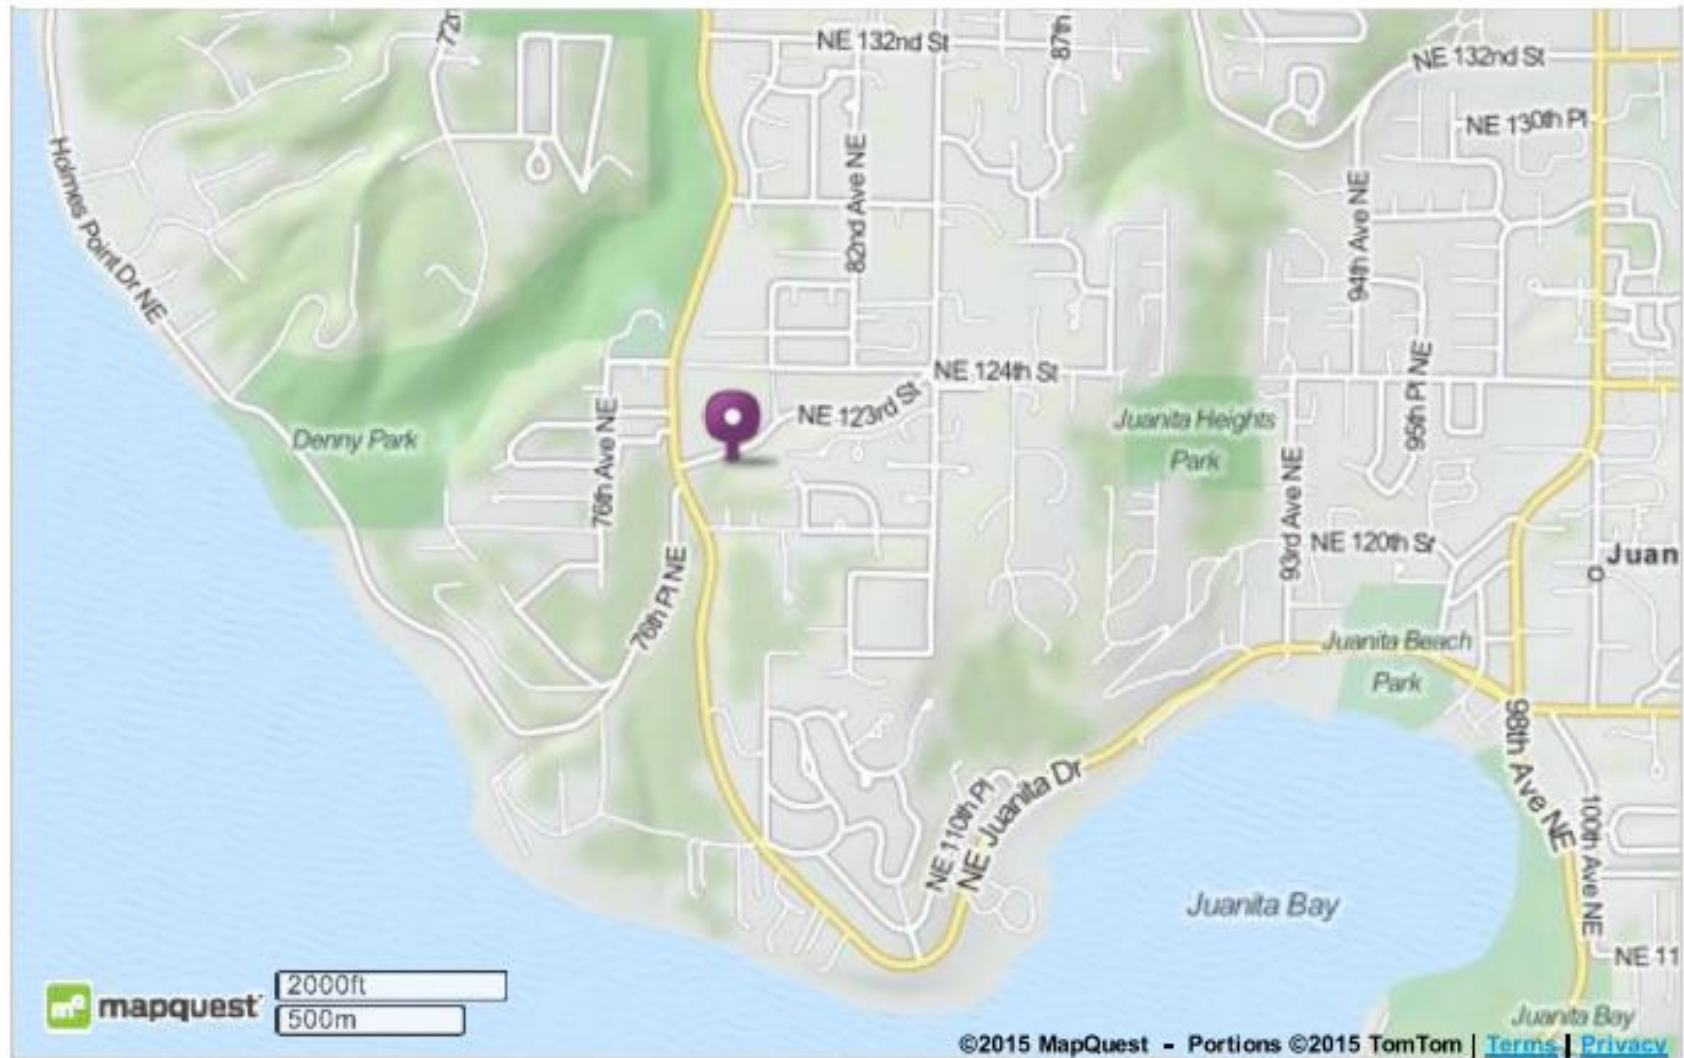 72n
NE 132nd St
87th
NE 132nd St
NE 130th Pl
Holmes Point Dr NE
82nd Ave NE
94th Ave NE
95th Pl NE
NE 124th St
NE 123rd St
Juanita Heights
Park
Denny Park
76th Ave NE
93rd Ave NE
NE 120th St
Juan
76th Pl NE
Juanita Beach
Park
98th Ave NE
NE 110th Pl
NE Juanita Dr
100th Ave NE
Juanita Bay
NE 11
mapquest
2000ft
500m
Juanita Bay
©2015 MapQuest - Portions ©2015 TomTom | Terms | Privacy